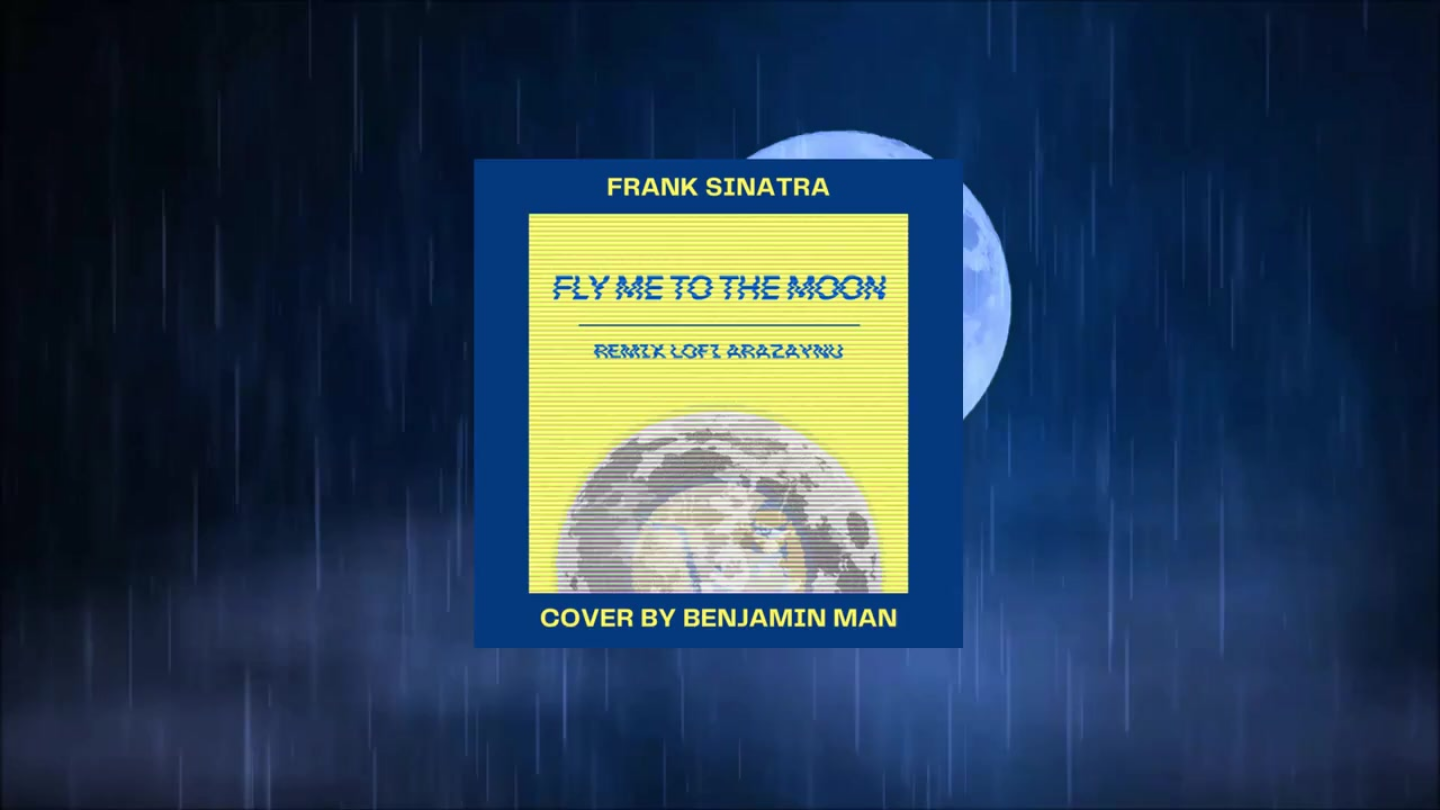 FRANK SINATRA
FLY ME TO THE MOON
REMIX LOFI ARAZAYNU
COVER BY BENJAMIN MAN